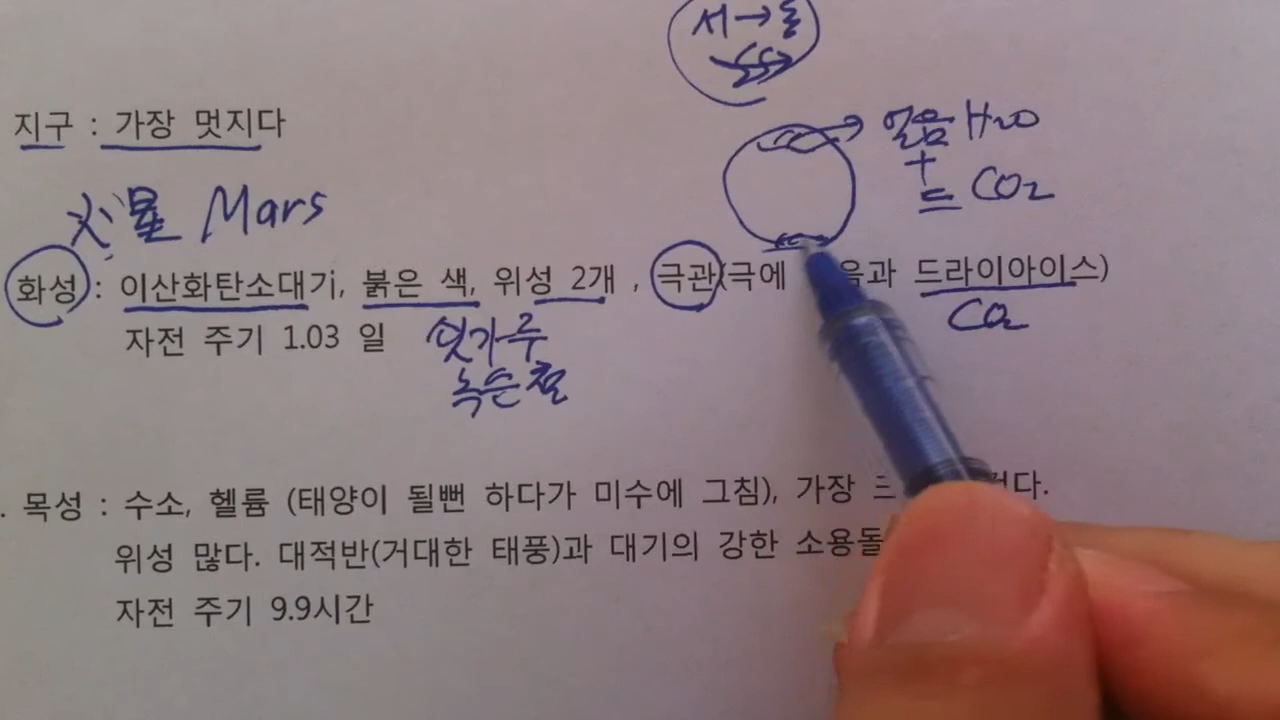 서→동
지구 : 가장 멋지다
얼음 H2O
+
드 CO2
火星 Mars
화성 : 이산화탄소대기, 붉은 색, 위성 2개 , 극관(극에 음과 드라이아이스)
CO2
자전 주기 1.03 일
쇳가루
녹슨철
. 목성 : 수소, 헬륨 (태양이 될뻔 하다가 미수에 그침), 가장
위성 많다. 대적반(거대한 태풍)과 대기의 강한 소용돌
자전 주기 9.9시간